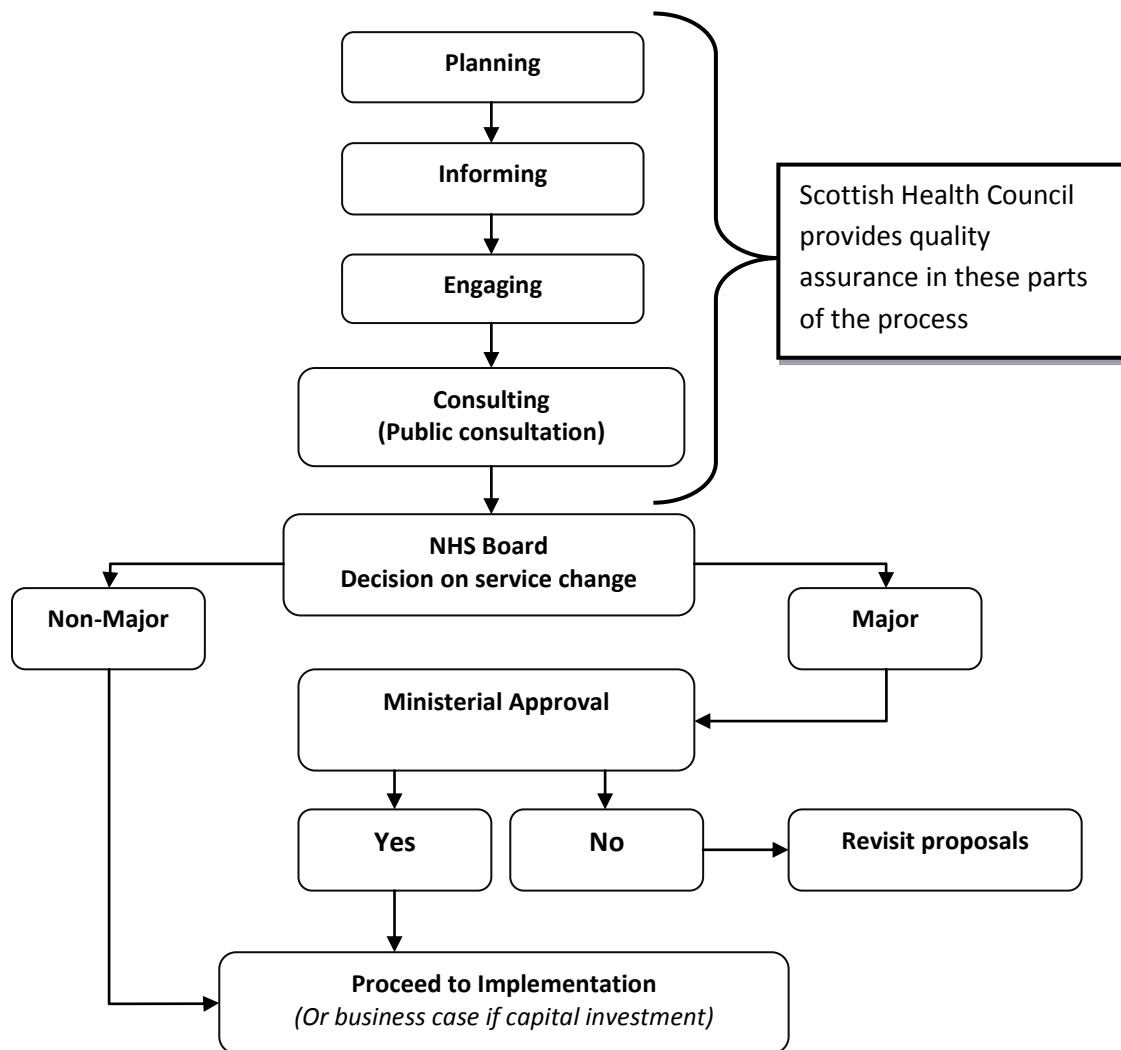 Planning
Informing
Scottish Health Council
provides quality
assurance in these parts
of the process
Engaging
Consulting
(Public consultation)
NHS Board
Decision on service change
Non-Major
Major
Ministerial Approval
Yes
No
Revisit proposals
Proceed to Implementation
(Or business case if capital investment)